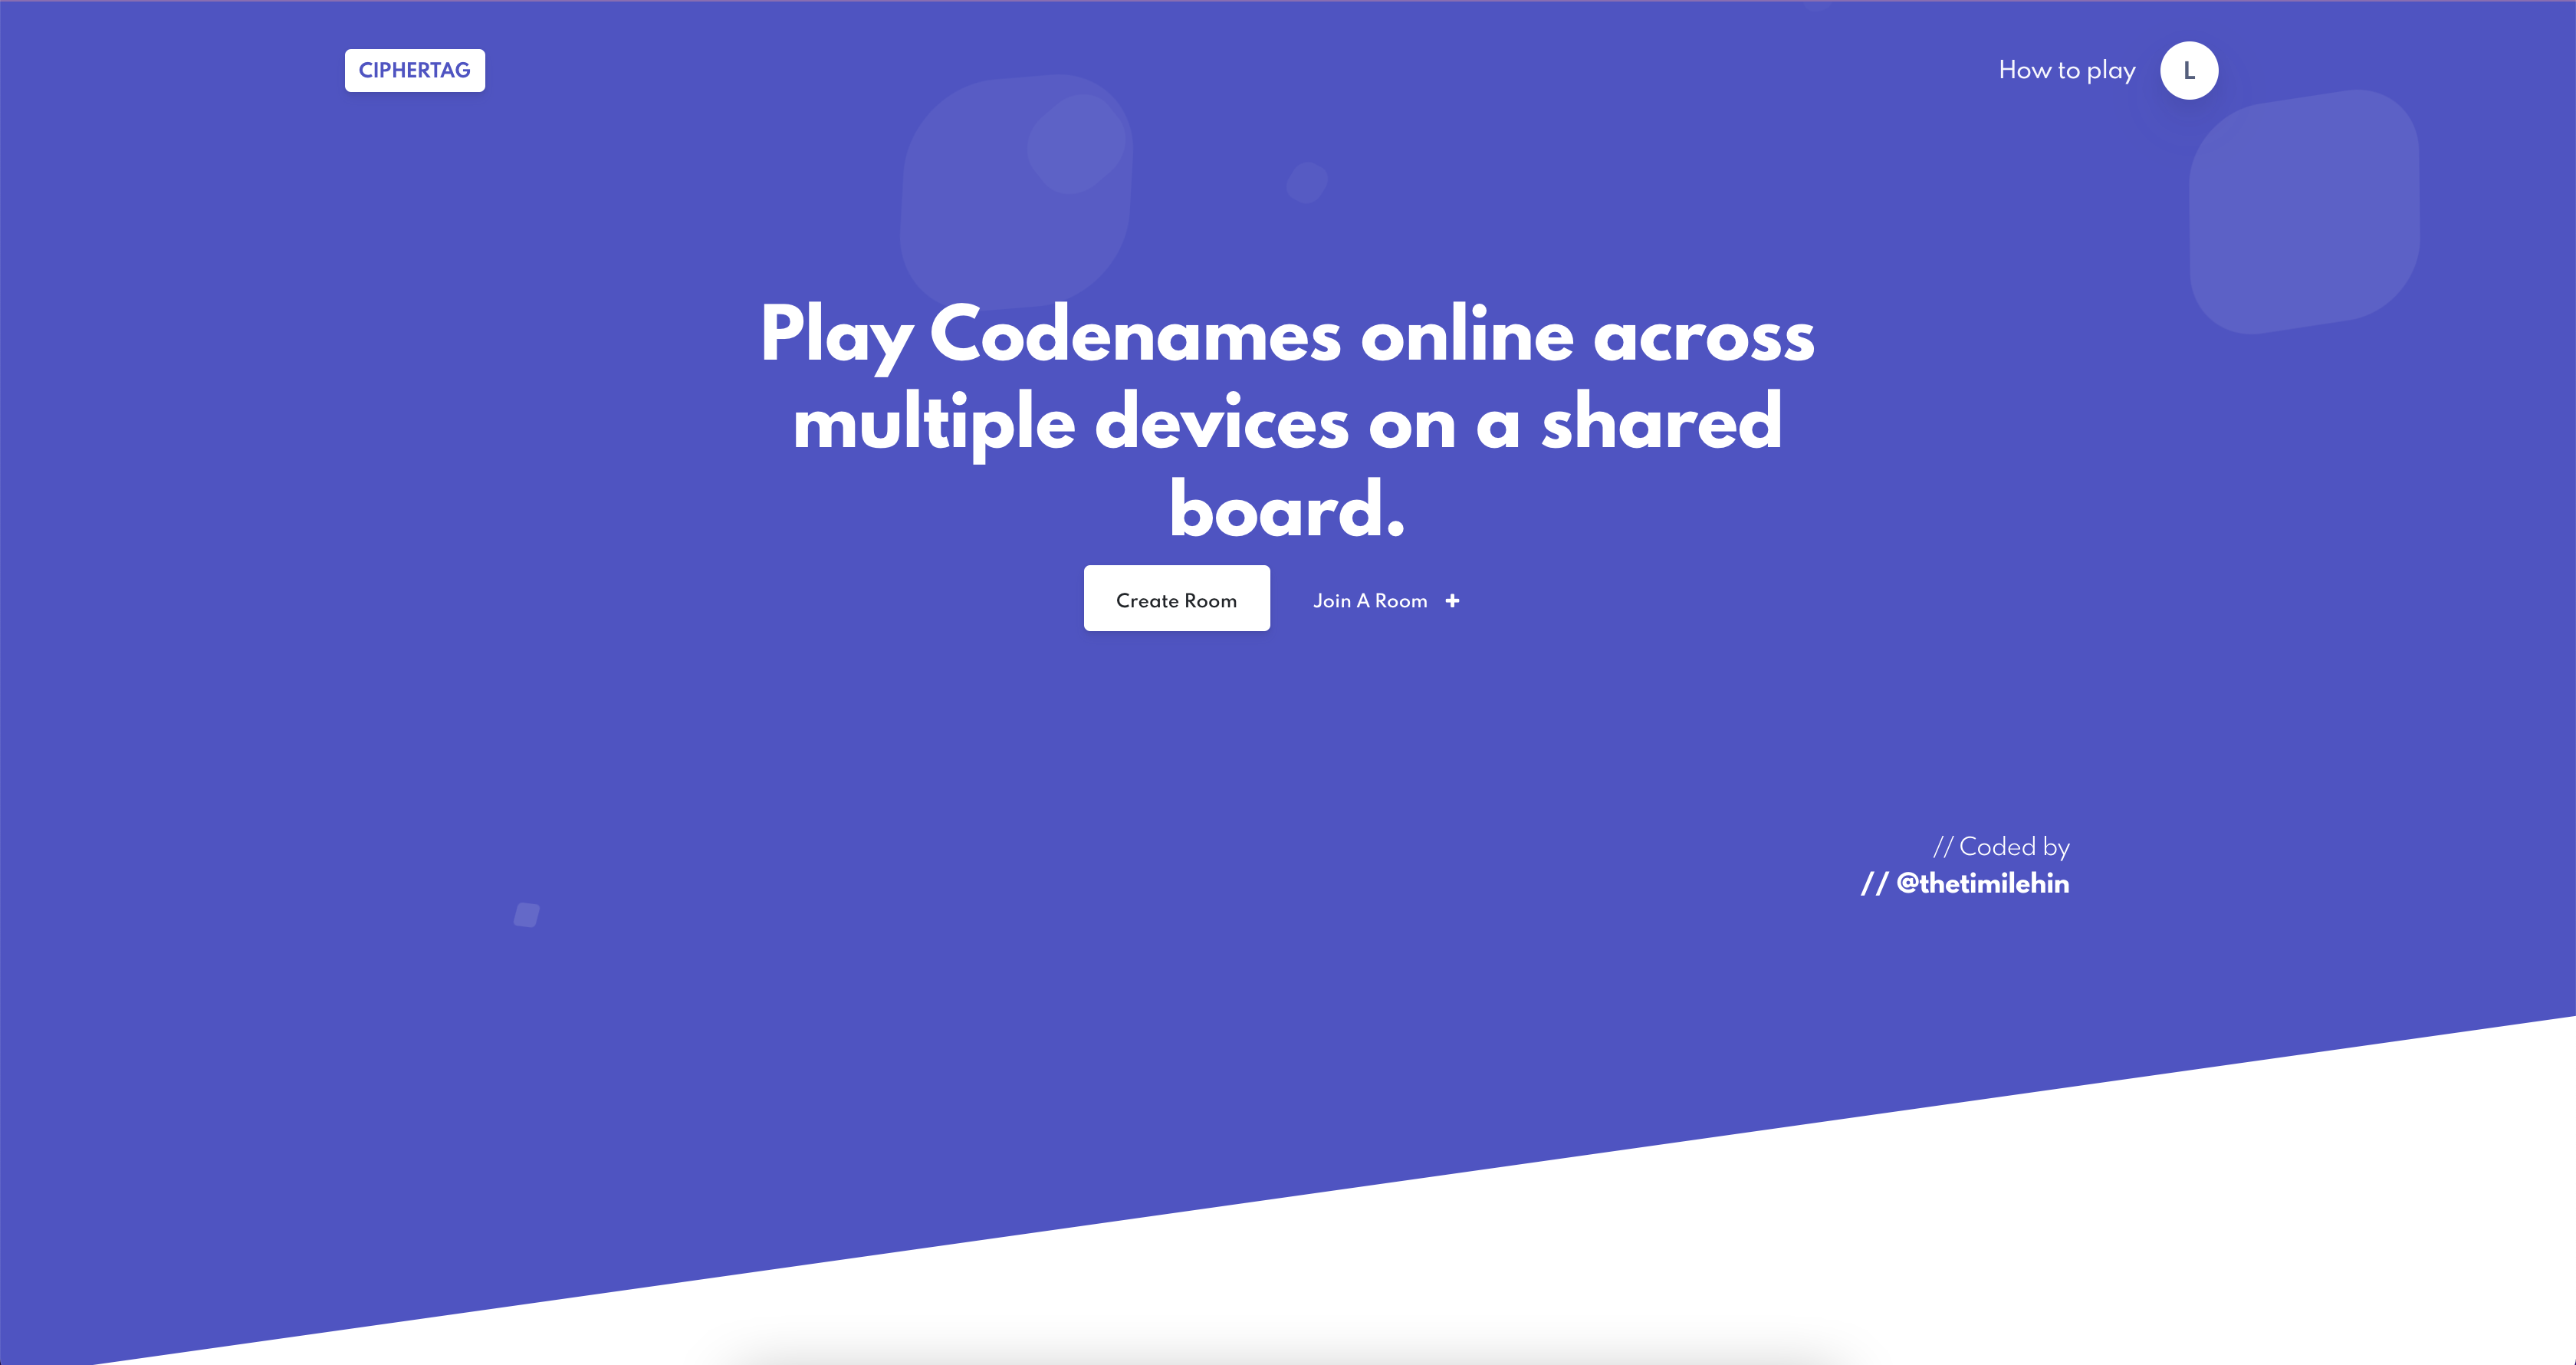 CIPHERTAG
How to play
L
Play Codenames online across
multiple devices on a shared
board.
Create Room
Join A Room +
// Coded by
// @thetimilehin